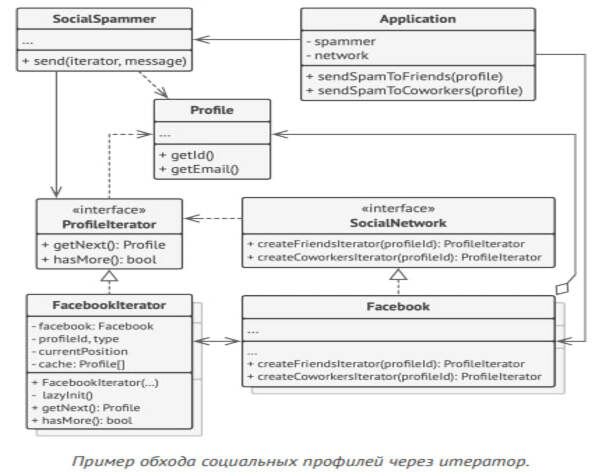 SocialSpammer
...
+ send(iterator, message)
Application
- spammer
- network
+ sendSpamToFriends(profile)
+ sendSpamToCoworkers(profile)
Profile
...
+ getId()
+ getEmail()
«interface»
ProfileIterator
+ getNext(): Profile
+ hasMore(): bool
«interface»
SocialNetwork
+ createFriendsIterator(profileId): ProfileIterator
+ createCoworkersIterator(profileId): ProfileIterator
FacebookIterator
- facebook: Facebook
- profileId, type
- currentPosition
- cache: Profile[]
+ FacebookIterator(...)
- lazyInit()
+ getNext(): Profile
+ hasMore(): bool
Facebook
...
...
+ createFriendsIterator(profileId): ProfileIterator
+ createCoworkersIterator(profileId): ProfileIterator
Пример обхода социальных профилей через итератор.